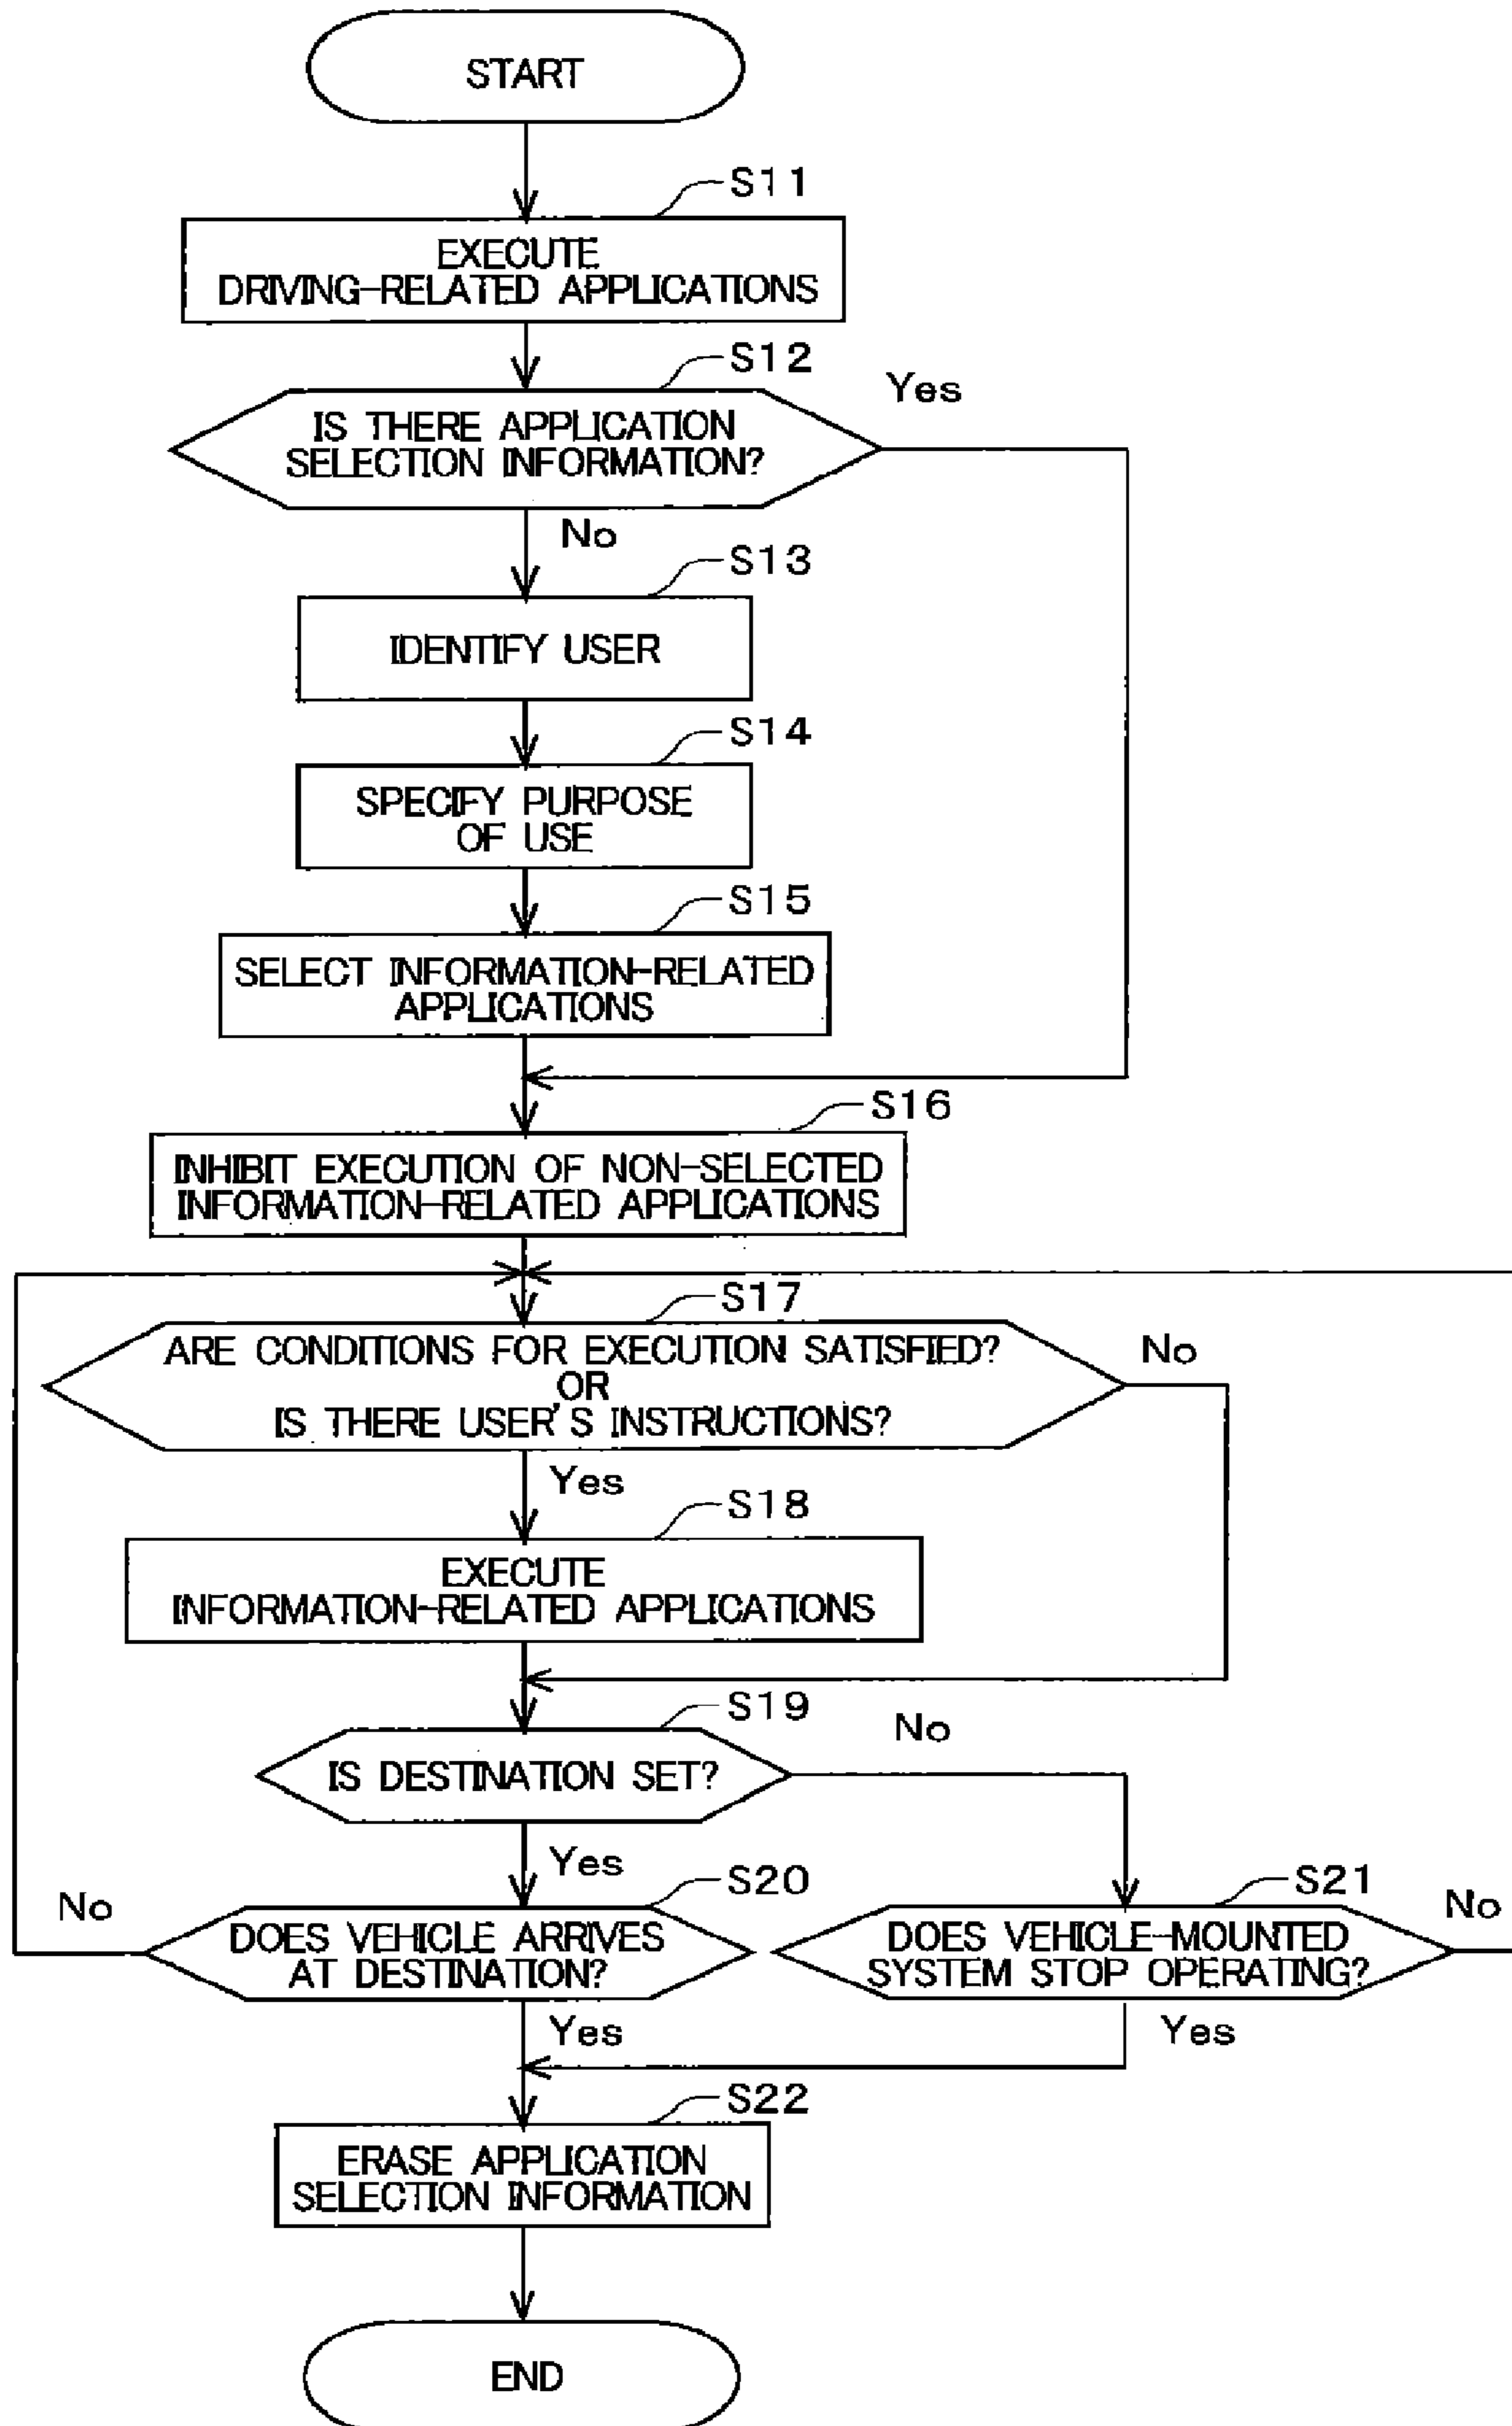 START
S11
EXECUTE
DRIVING-RELATED APPLICATIONS
S12
Yes
IS THERE APPLICATION
SELECTION INFORMATION?
No
S13
IDENTIFY USER
S14
SPECIFY PURPOSE
OF USE
S15
SELECT INFORMATION-RELATED
APPLICATIONS
S16
INHIBIT EXECUTION OF NON-SELECTED
INFORMATION-RELATED APPLICATIONS
S17
ARE CONDITIONS FOR EXECUTION SATISFIED?
No
OR
IS THERE USER'S INSTRUCTIONS?
Yes
S18
EXECUTE
INFORMATION-RELATED APPLICATIONS
S19
No
IS DESTINATION SET?
Yes
S20
S21
No
No
DOES VEHICLE ARRIVES
AT DESTINATION?
DOES VEHICLE-MOUNTED
SYSTEM STOP OPERATING?
Yes
Yes
S22
ERASE APPLICATION
SELECTION INFORMATION
END